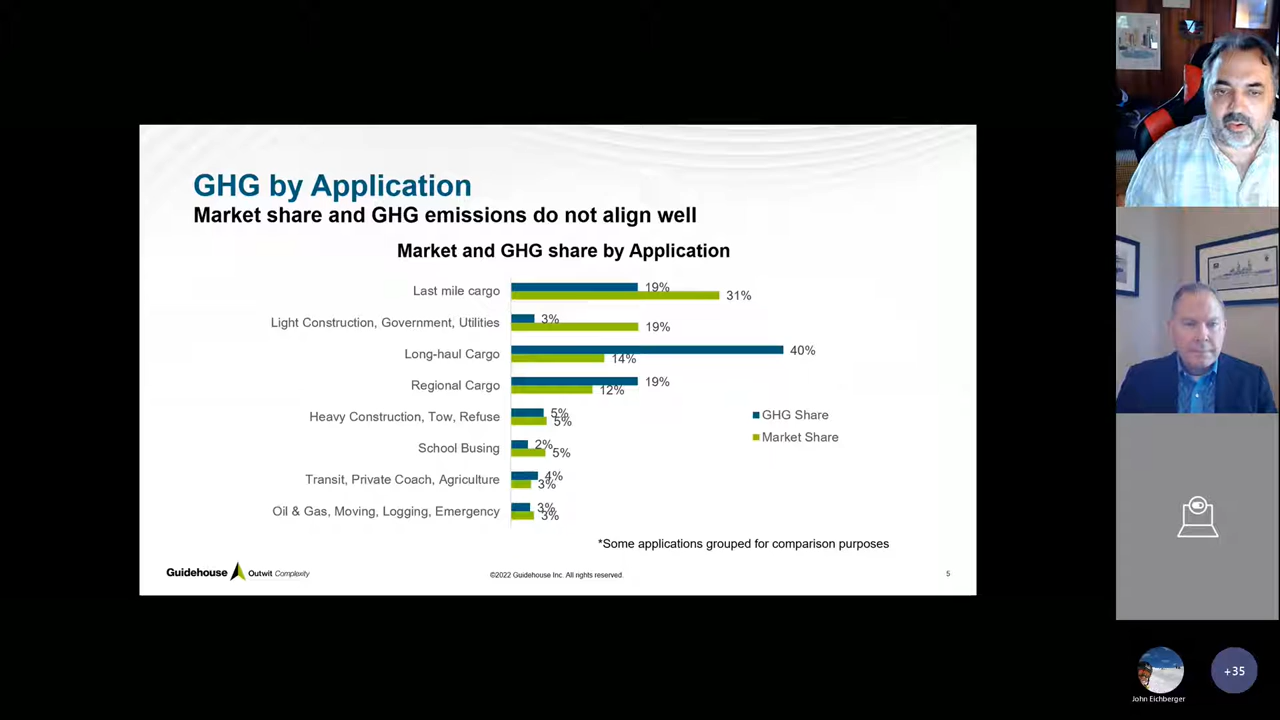 GHG by Application
Market share and GHG emissions do not align well
Market and GHG share by Application
Last mile cargo 19% 31%
Light Construction, Government, Utilities 3% 19%
Long-haul Cargo 40% 14%
Regional Cargo 19% 12%
Heavy Construction, Tow, Refuse 5% 5%
School Busing 2% 5%
Transit, Private Coach, Agriculture 4% 3%
Oil & Gas, Moving, Logging, Emergency 3% 3%
GHG Share
Market Share
*Some applications grouped for comparison purposes
Guidehouse Outwit Complexity
©2022 Guidehouse Inc. All rights reserved.
5
John Eichberger
+35